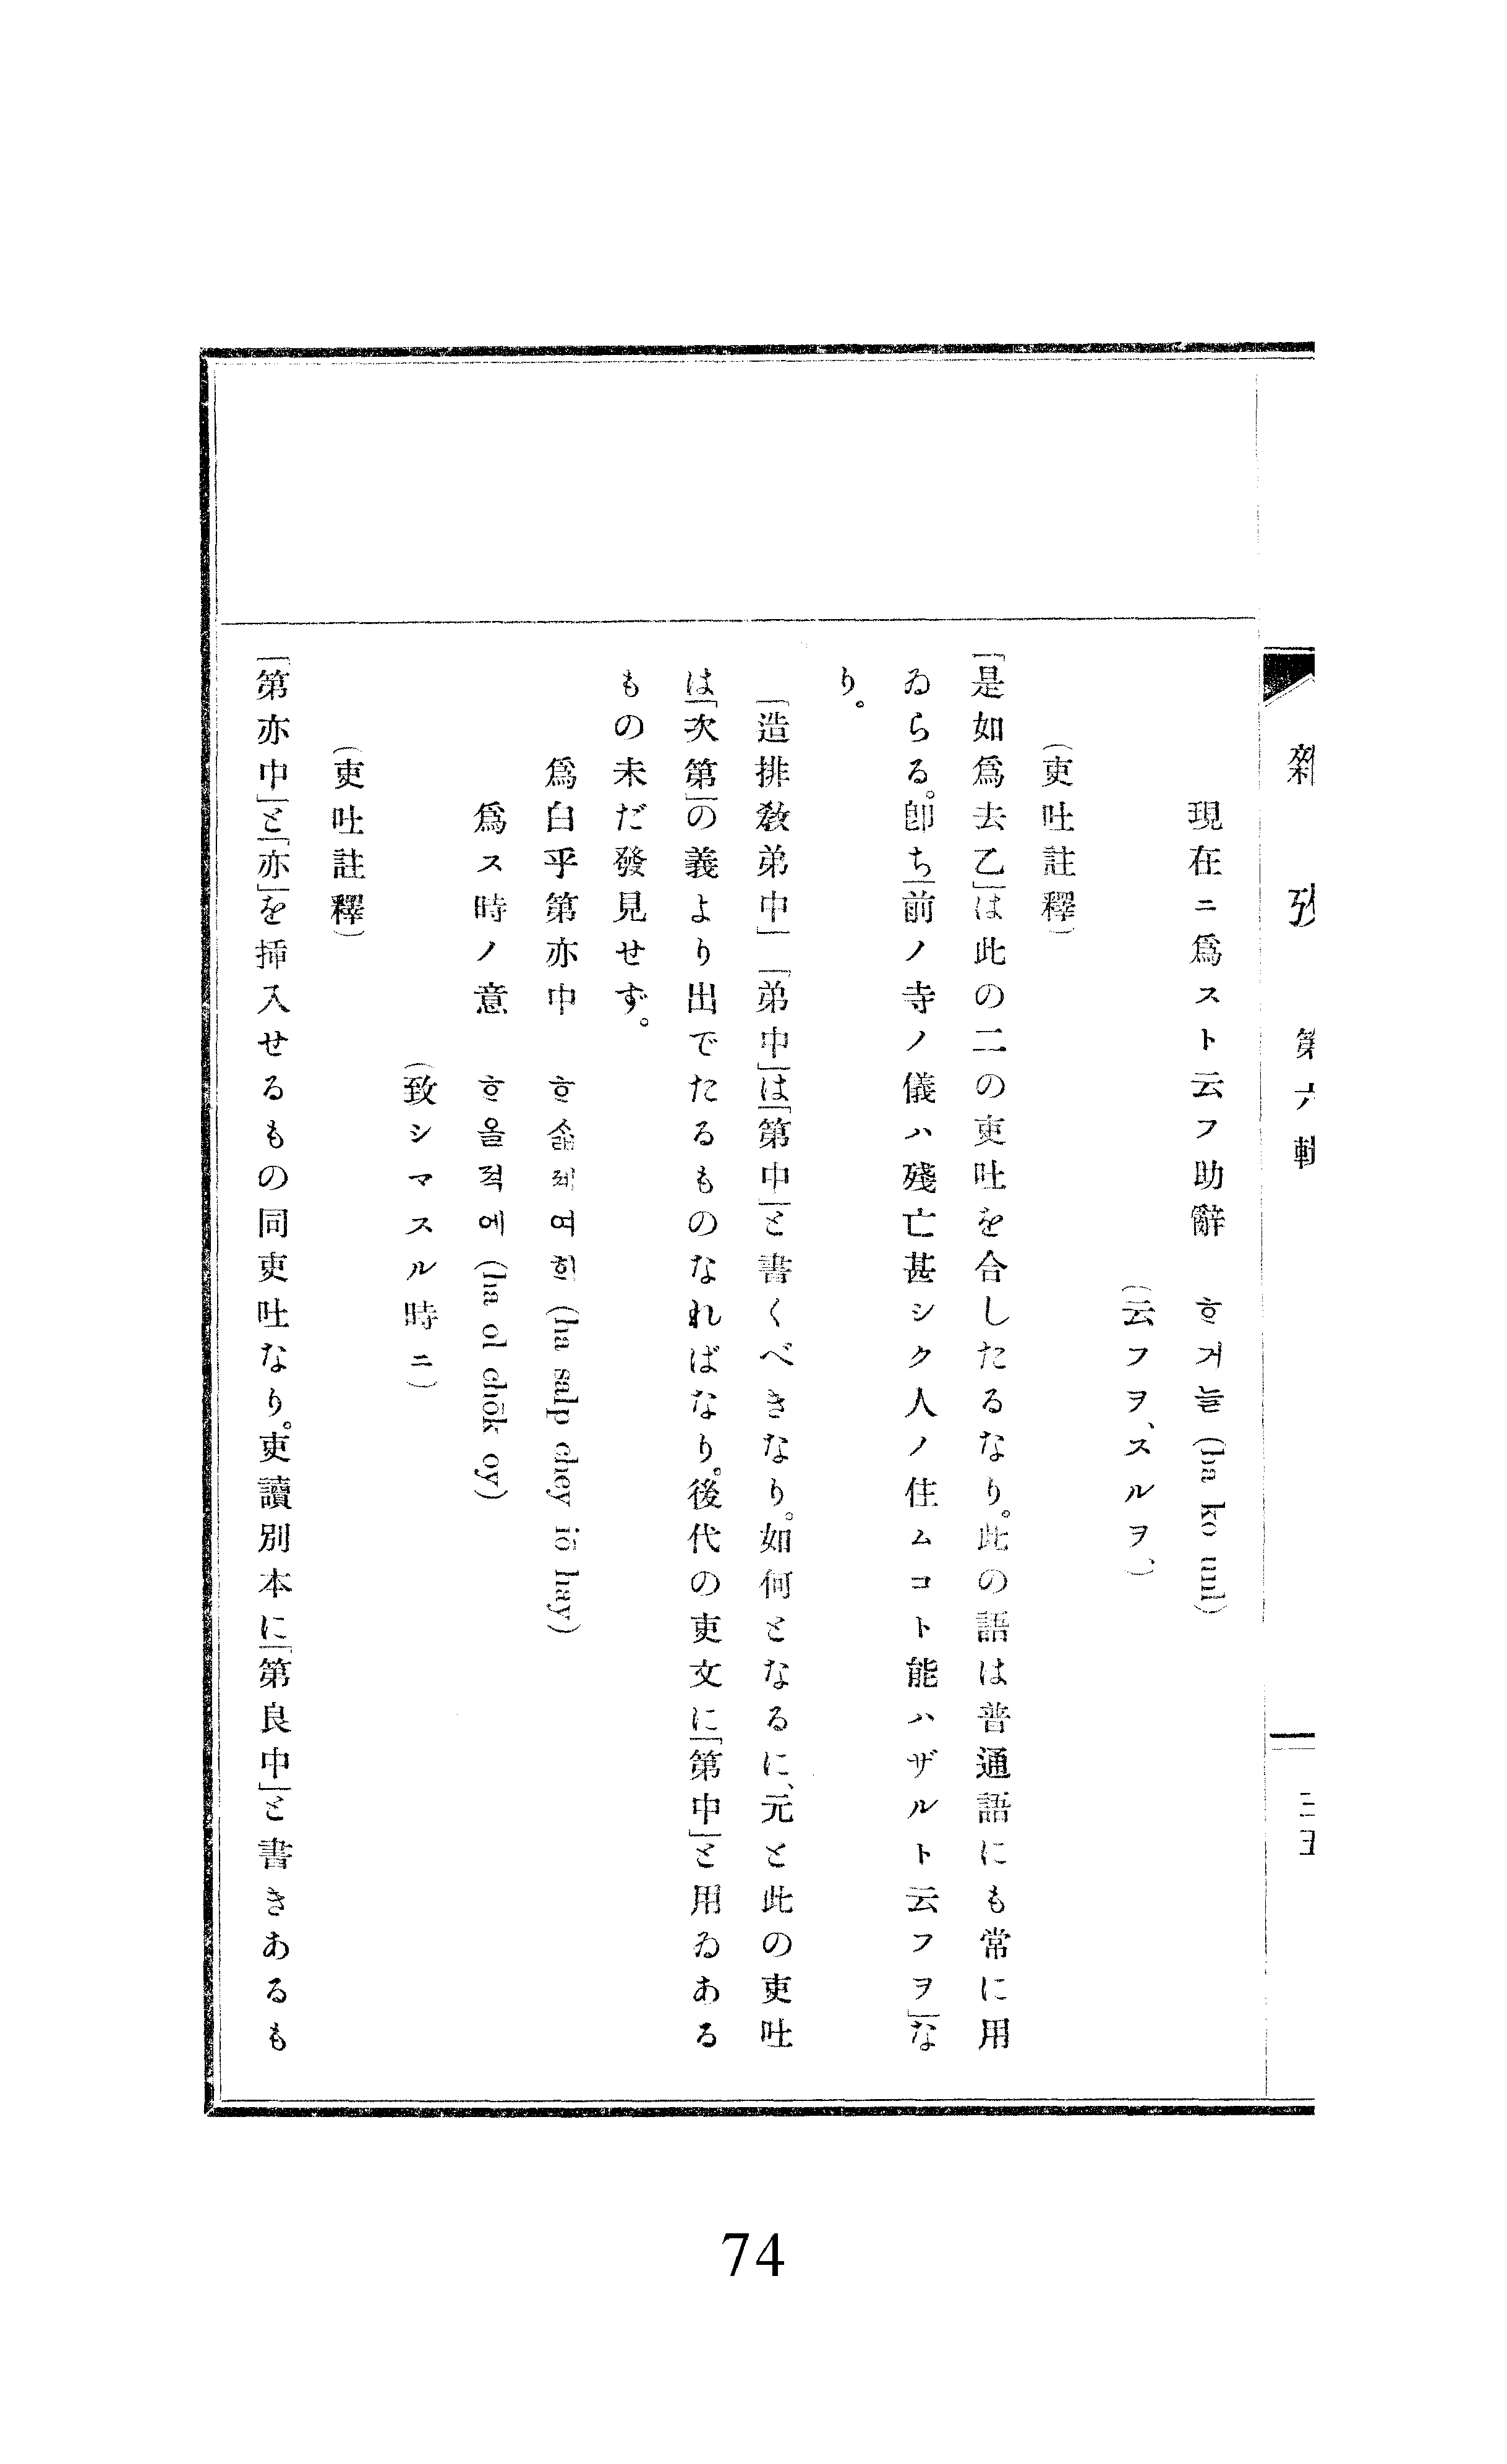 雜攷 第六輯
三五
現在ニ爲スト云フ助辭 ᄒᆞ거늘 (ha ko nul)
(云フヲ、スルヲ、)
(吏吐註釋)
「是如爲去乙」は此の二の吏吐を合したるなり。此の語は普通語にも常に用
ゐらる。卽ち「前ノ寺ノ儀ハ殘亡甚シク人ノ住ムコト能ハザルト云フヲ」な
り。
「造排敎弟中」「弟中」は「第中」と書くべきなり。如何となるに、元と此の吏吐
は「次第」の義より出でたるものなればなり。後代の吏文に「第中」と用ゐある
もの未だ發見せず。
爲白乎第亦中 ᄒᆞᄉᆞᆲ제여희 (ha salp chey iö hay)
爲ス時ノ意 ᄒᆞ올적에 (ha ol chök oy)
(致シマスル時ニ)
(吏吐註釋)
「第亦中」と「亦」を挿入せるもの同吏吐なり。吏讀別本に「第良中」と書きあるも
74